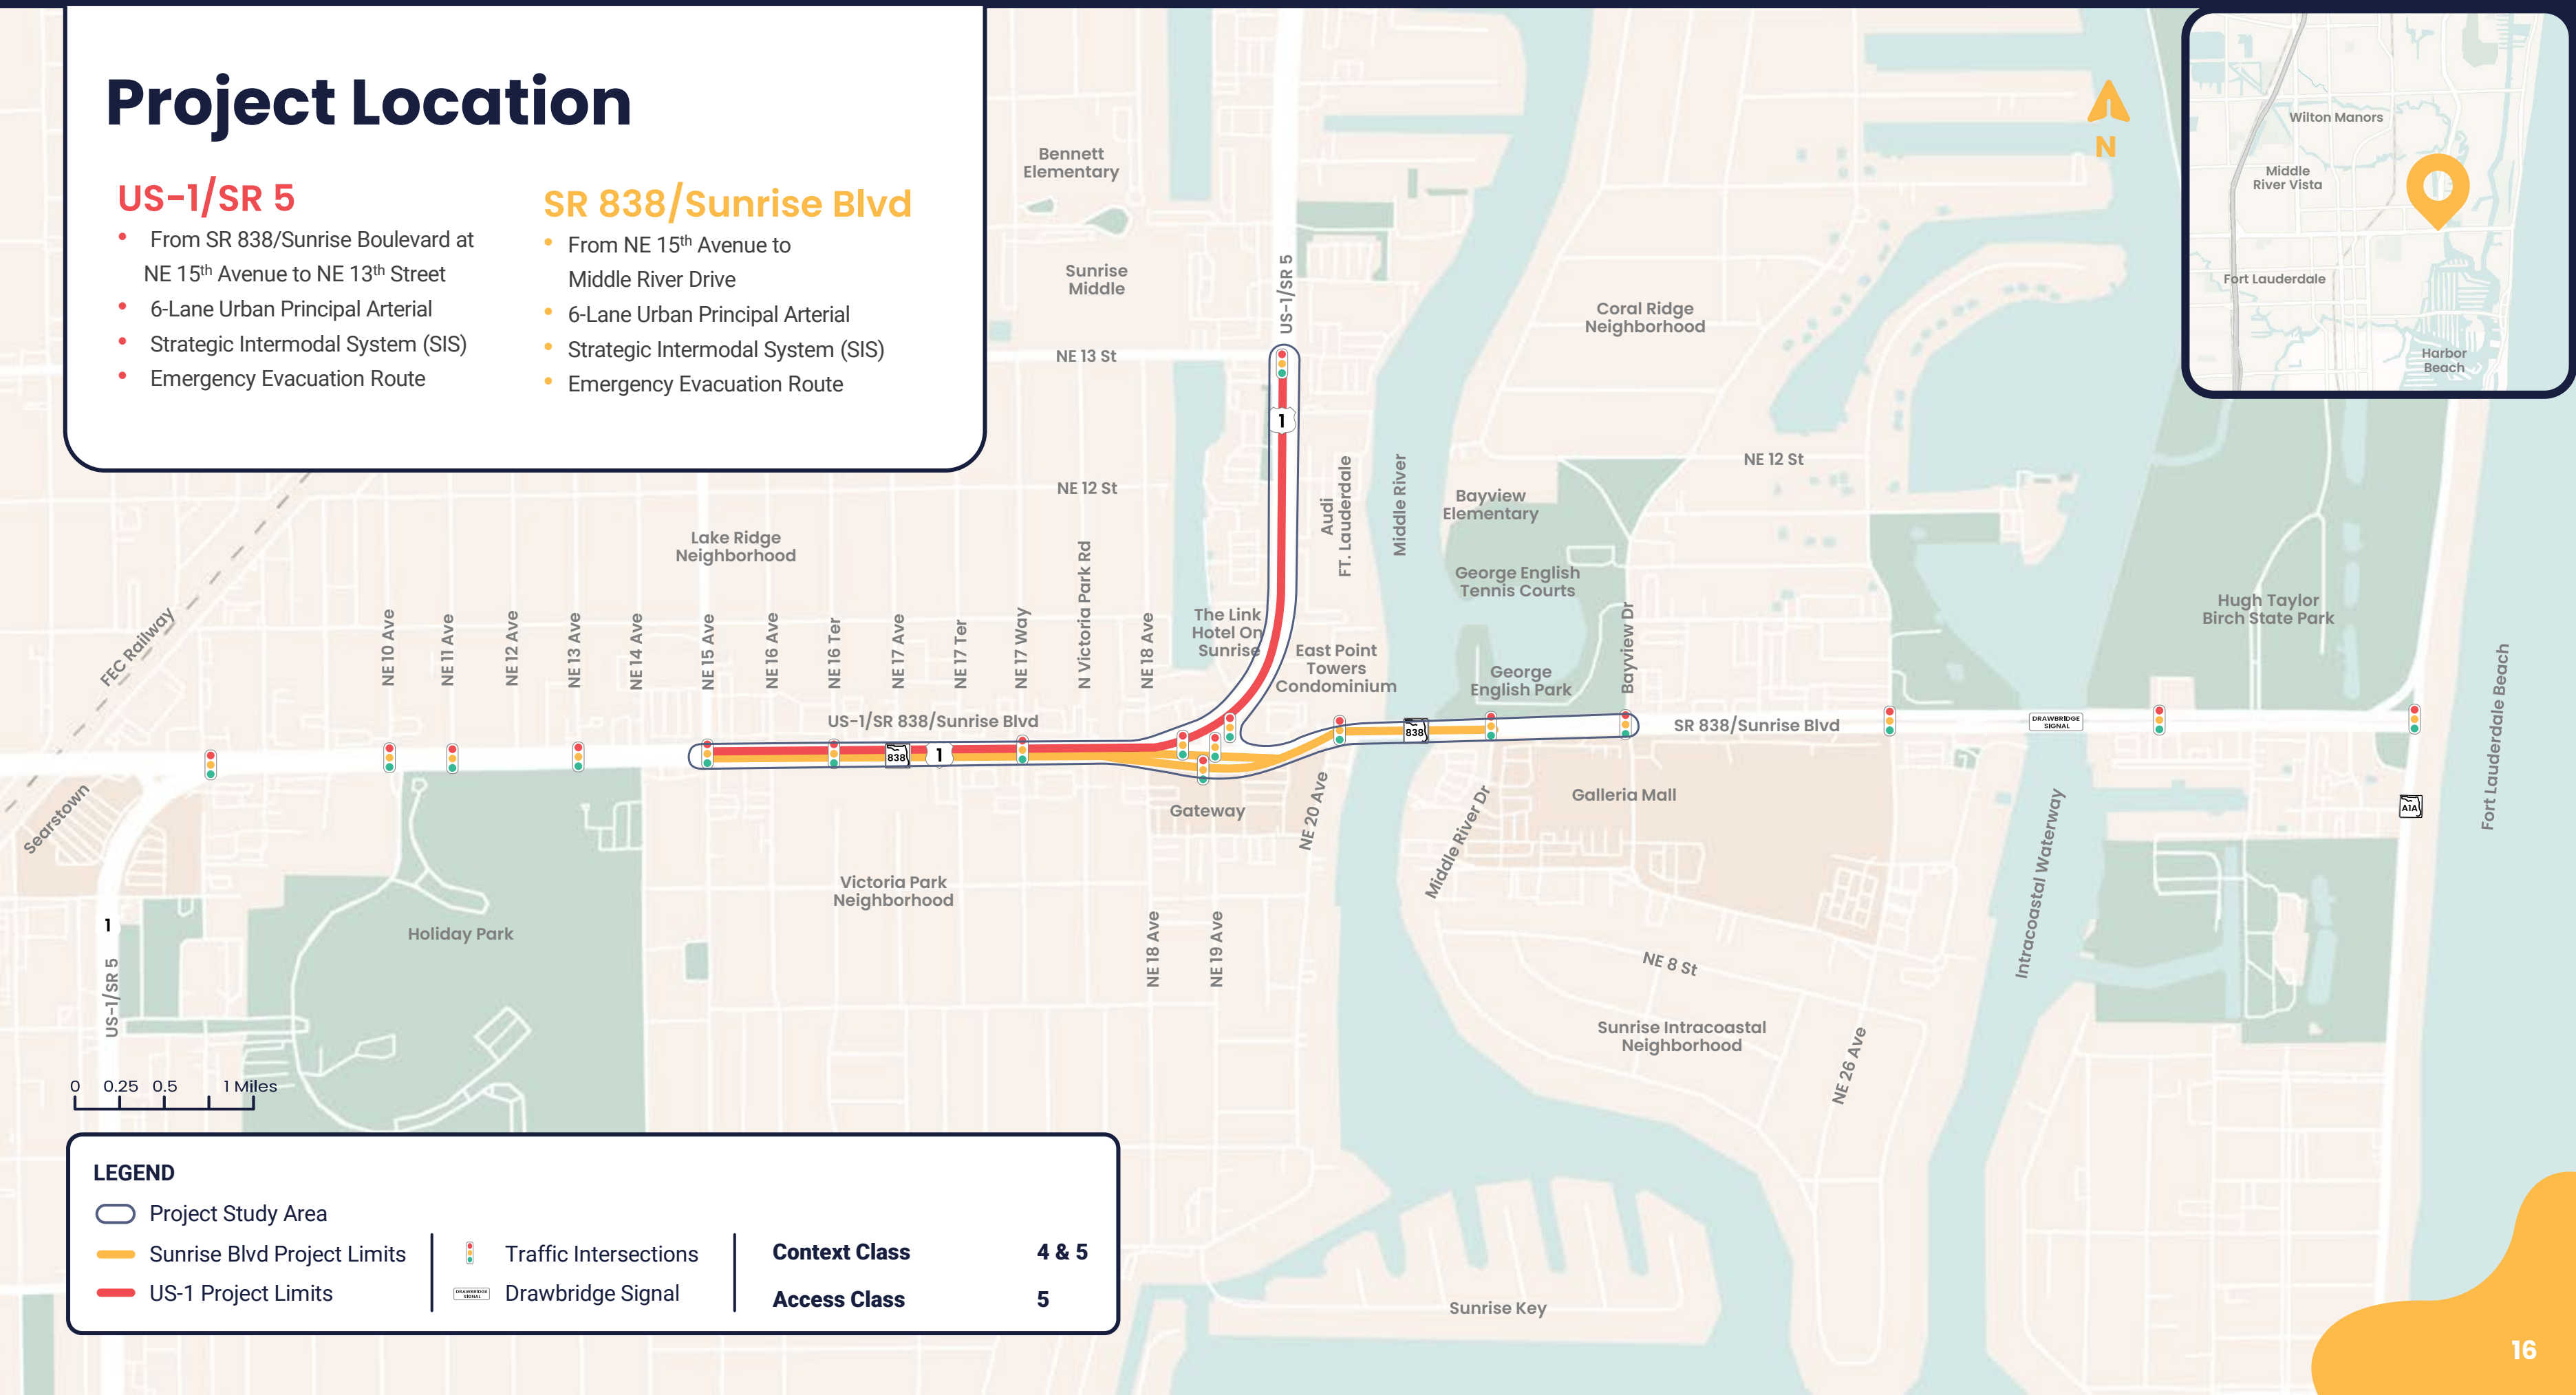 Project Location
US-1/SR 5
From SR 838/Sunrise Boulevard at
NE 15th Avenue to NE 13th Street
6-Lane Urban Principal Arterial
Strategic Intermodal System (SIS)
Emergency Evacuation Route
SR 838/Sunrise Blvd
From NE 15th Avenue to
Middle River Drive
6-Lane Urban Principal Arterial
Strategic Intermodal System (SIS)
Emergency Evacuation Route
Bennett
Elementary
Sunrise
Middle
NE 13 St
NE 12 St
US-1/SR 5
1
N
Wilton Manors
Middle
River Vista
Fort Lauderdale
Harbor
Beach
Coral Ridge
Neighborhood
NE 12 St
Audi
FT. Lauderdale
Middle River
Bayview
Elementary
George English
Tennis Courts
George
English Park
Bayview Dr
Hugh Taylor
Birch State Park
Lake Ridge
Neighborhood
FEC Railway
NE 10 Ave
NE 11 Ave
NE 12 Ave
NE 13 Ave
NE 14 Ave
NE 15 Ave
NE 16 Ave
NE 16 Ter
NE 17 Ave
NE 17 Ter
NE 17 Way
N Victoria Park Rd
NE 18 Ave
The Link
Hotel On
Sunrise
East Point
Towers
Condominium
US-1/SR 838/Sunrise Blvd
838
1
838
SR 838/Sunrise Blvd
DRAWBRIDGE
SIGNAL
A1A
Fort Lauderdale Beach
Searstown
Gateway
NE 20 Ave
Middle River Dr
Galleria Mall
Intracoastal Waterway
Victoria Park
Neighborhood
Holiday Park
1
US-1/SR 5
NE 18 Ave
NE 19 Ave
NE 8 St
Sunrise Intracoastal
Neighborhood
NE 26 Ave
Sunrise Key
0 0.25 0.5 1 Miles
LEGEND
Project Study Area
Sunrise Blvd Project Limits
US-1 Project Limits
Traffic Intersections
DRAWBRIDGE
SIGNAL
Drawbridge Signal
Context Class 4 & 5
Access Class 5
16